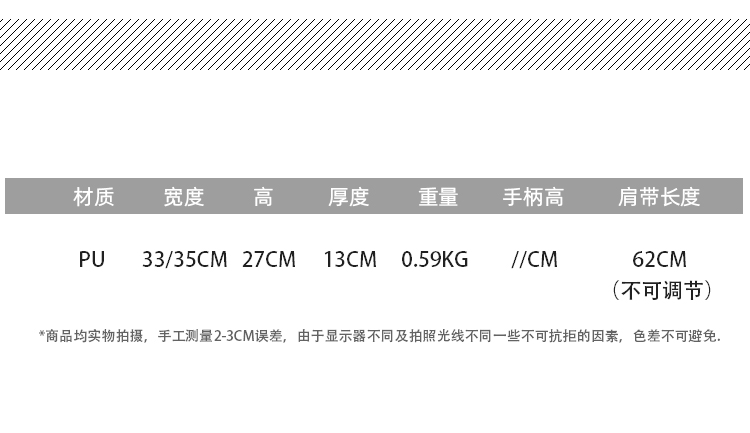 材质 宽度 高 厚度 重量 手柄高 肩带长度
PU 33/35CM 27CM 13CM 0.59KG //CM 62CM
（不可调节）
*商品均实物拍摄，手工测量2-3CM误差，由于显示器不同及拍照光线不同一些不可抗拒的因素，色差不可避免.